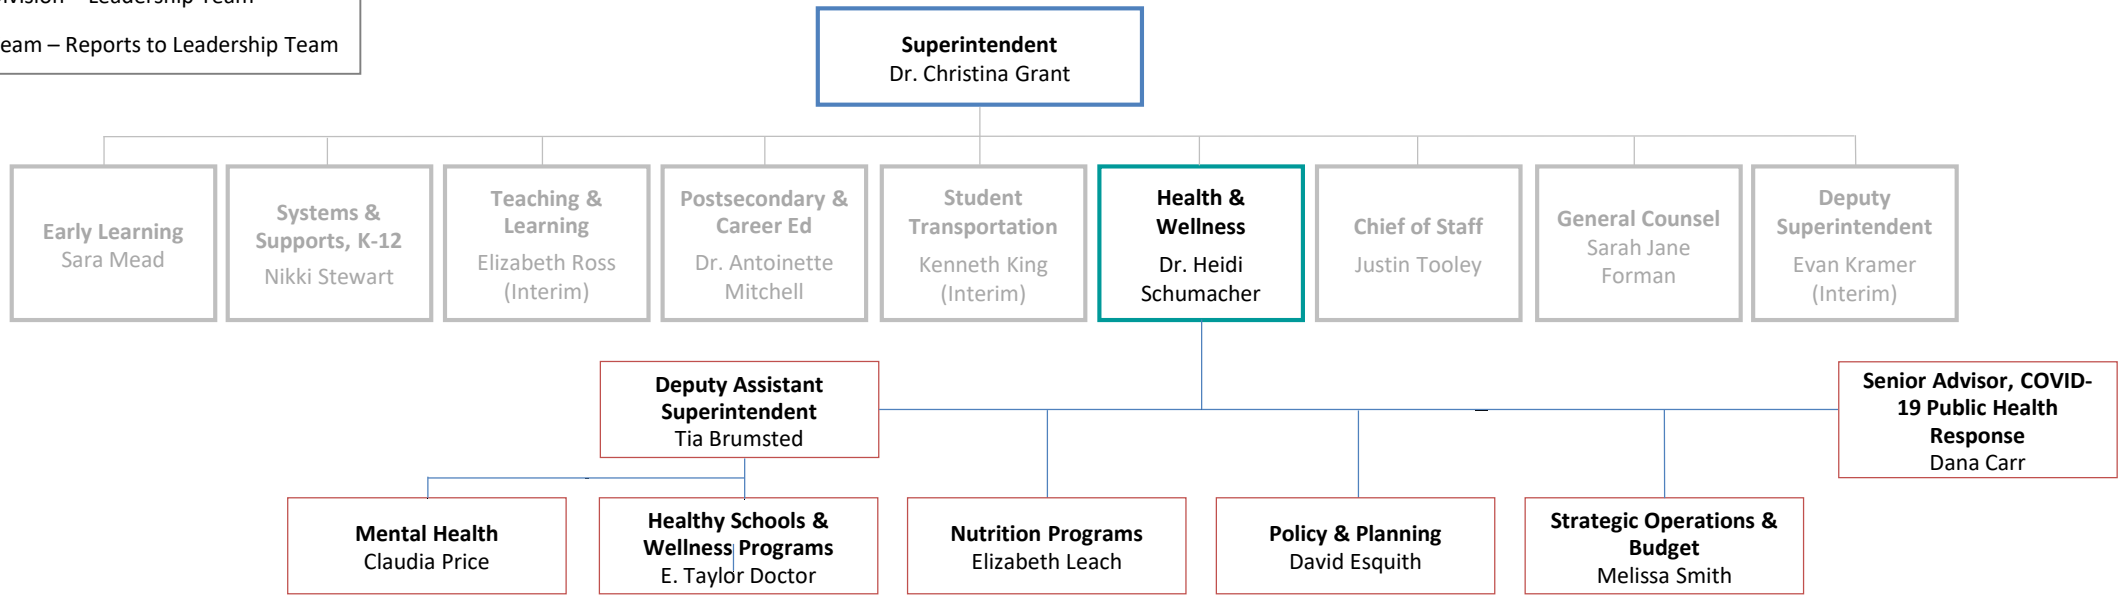 – Leadership Team
– Reports to Leadership Team
Superintendent
Dr. Christina Grant
Early Learning
Sara Mead
Systems &
Supports, K-12
Nikki Stewart
Teaching &
Learning
Elizabeth Ross
(Interim)
Postsecondary &
Career Ed
Dr. Antoinette
Mitchell
Student
Transportation
Kenneth King
(Interim)
Health &
Wellness
Dr. Heidi
Schumacher
Chief of Staff
Justin Tooley
General Counsel
Sarah Jane
Forman
Deputy
Superintendent
Evan Kramer
(Interim)
Deputy Assistant
Superintendent
Tia Brumsted
Senior Advisor, COVID-
19 Public Health
Response
Dana Carr
Mental Health
Claudia Price
Healthy Schools &
Wellness Programs
E. Taylor Doctor
Nutrition Programs
Elizabeth Leach
Policy & Planning
David Esquith
Strategic Operations &
Budget
Melissa Smith